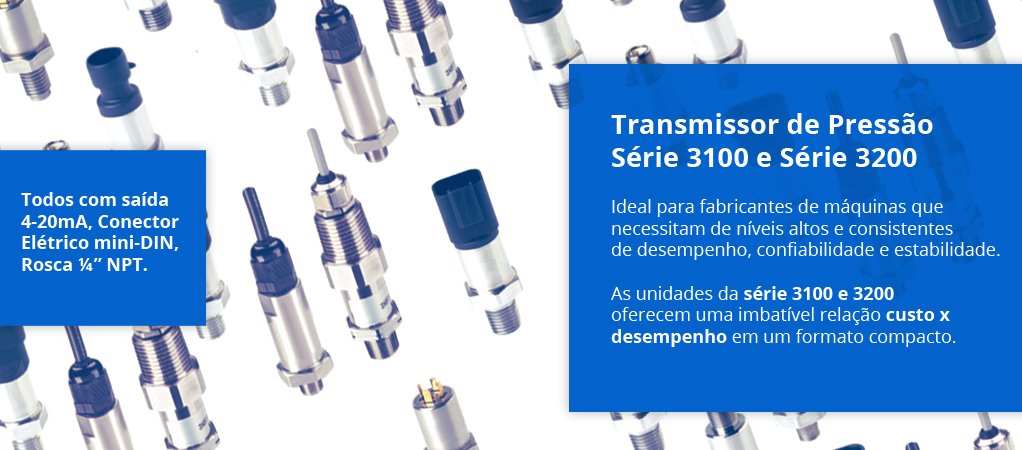 Todos com saída
4-20mA, Conector
Elétrico mini-DIN,
Rosca ¼” NPT.
Transmissor de Pressão
Série 3100 e Série 3200
Ideal para fabricantes de máquinas que
necessitam de níveis altos e consistentes
de desempenho, confiabilidade e estabilidade.
As unidades da série 3100 e 3200
oferecem uma imbatível relação custo x
desempenho em um formato compacto.